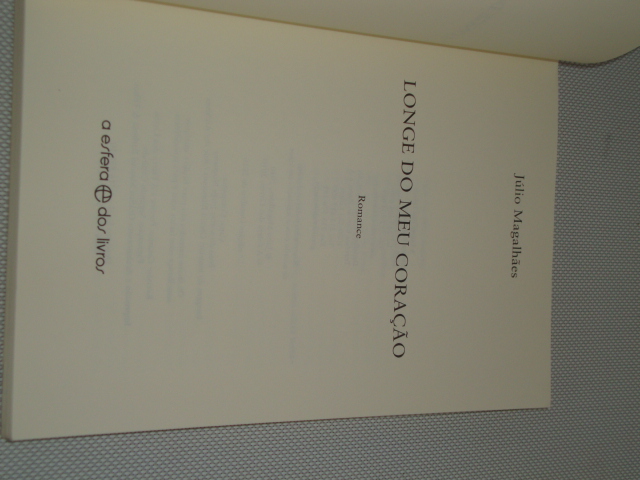 Júlio Magalhães
LONGE DO MEU CORAÇÃO
Romance
a esfera dos livros